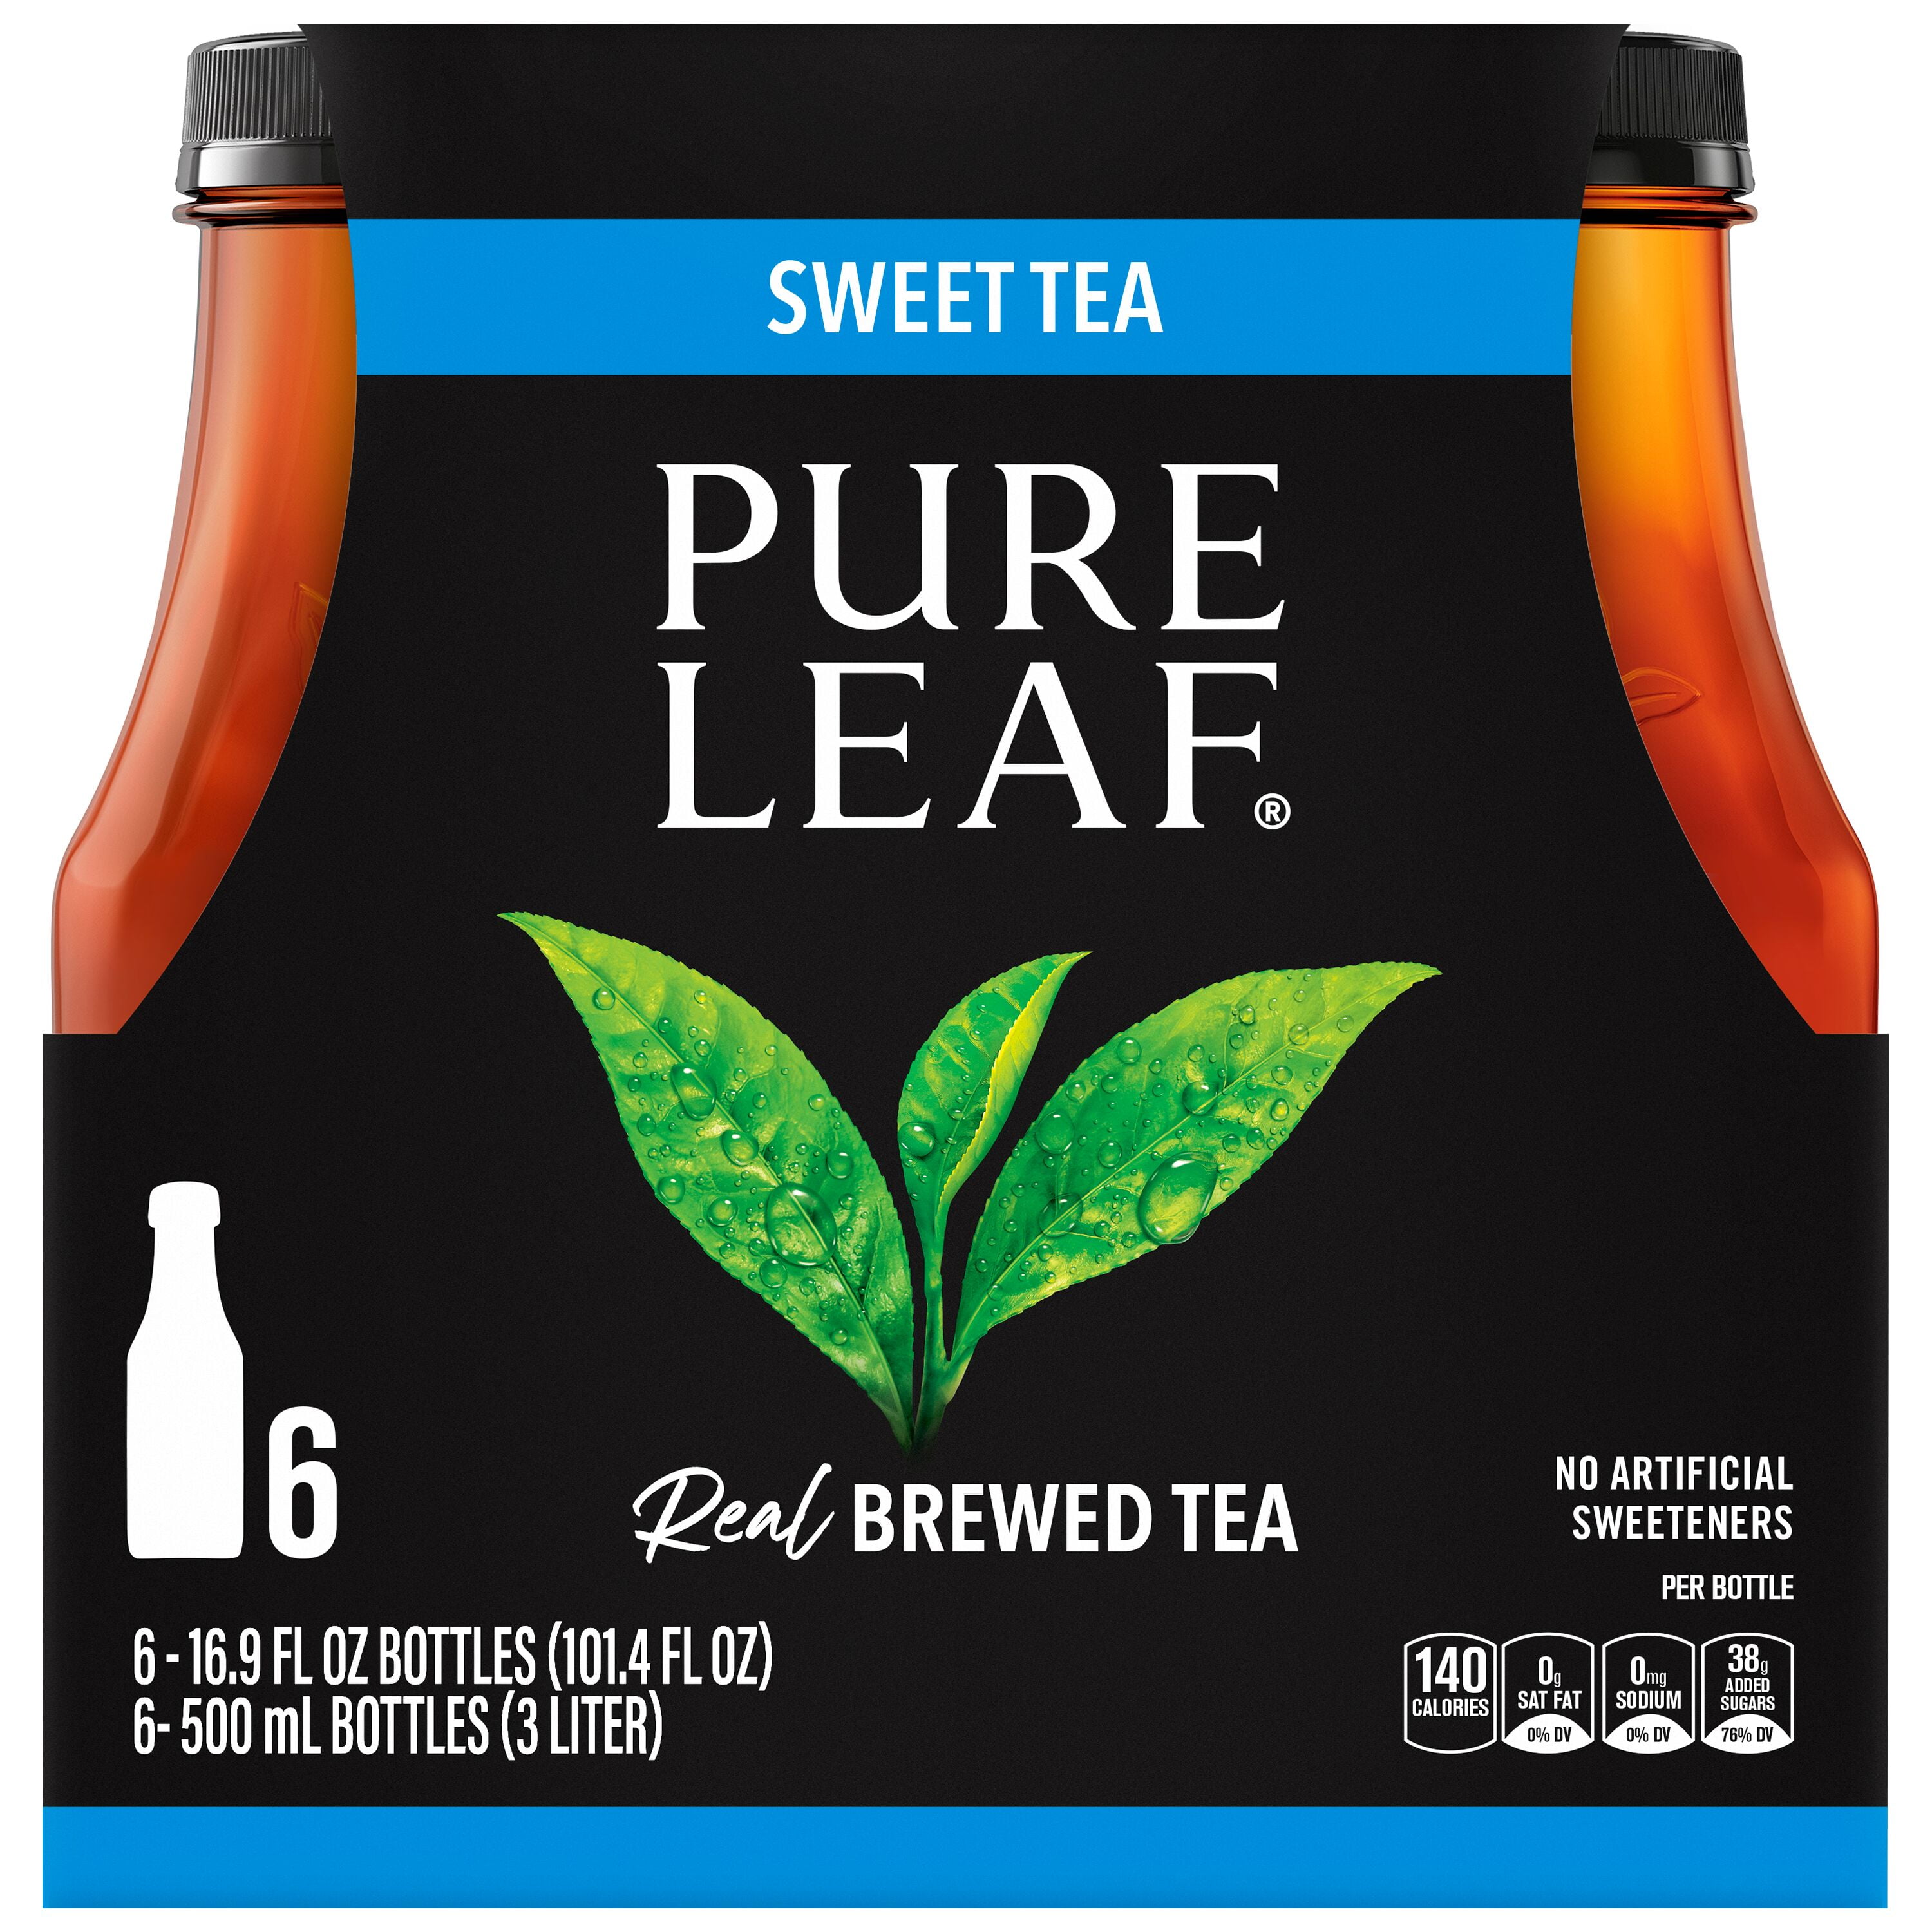 SWEET TEA
PURE
LEAF®
6
Real BREWED TEA
NO ARTIFICIAL
SWEETENERS
PER BOTTLE
6 - 16.9 FL OZ BOTTLES (101.4 FL OZ)
6- 500 mL BOTTLES (3 LITER)
140
CALORIES
0g
SAT FAT
0% DV
0mg
SODIUM
0% DV
38g
ADDED
SUGARS
76% DV